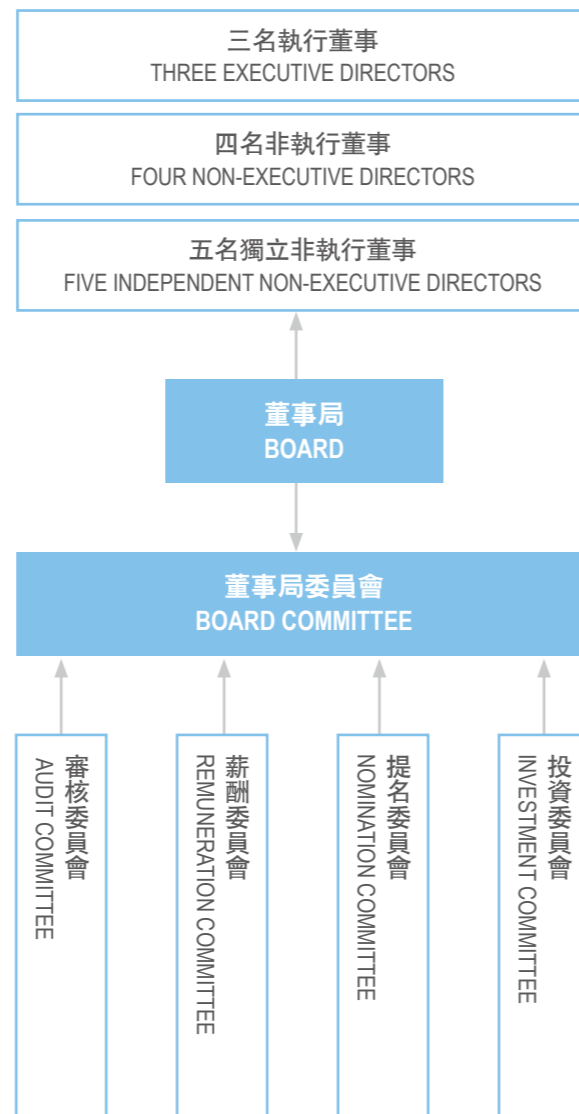 三名執行董事
THREE EXECUTIVE DIRECTORS
四名非執行董事
FOUR NON-EXECUTIVE DIRECTORS
五名獨立非執行董事
FIVE INDEPENDENT NON-EXECUTIVE DIRECTORS
董事局
BOARD
董事局委員會
BOARD COMMITTEE
審核委員會
AUDIT COMMITTEE
薪酬委員會
REMUNERATION COMMITTEE
提名委員會
NOMINATION COMMITTEE
投資委員會
INVESTMENT COMMITTEE